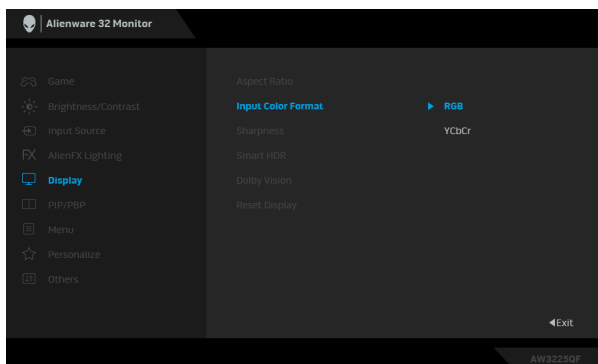 Alienware 32 Monitor
Game
Brightness/Contrast
Input Source
AlienFX Lighting
Display
PIP/PBP
Menu
Personalize
Others
Aspect Ratio
Input Color Format
RGB
YCbCr
Sharpness
Smart HDR
Dolby Vision
Reset Display
Exit
AW3225QF